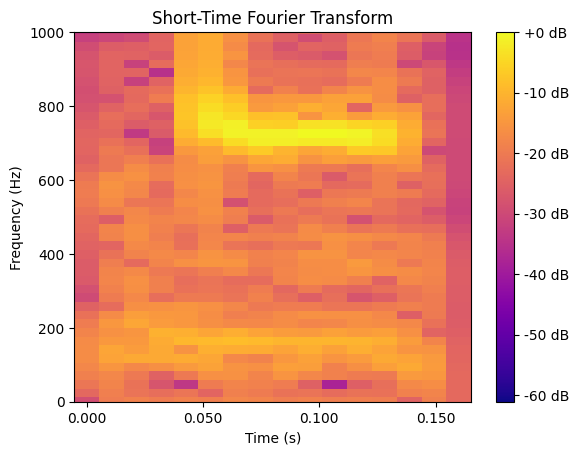 Short-Time Fourier Transform
1000
800
600
400
200
0
Frequency (Hz)
0.000
0.050
0.100
0.150
Time (s)
+0 dB
-10 dB
-20 dB
-30 dB
-40 dB
-50 dB
-60 dB